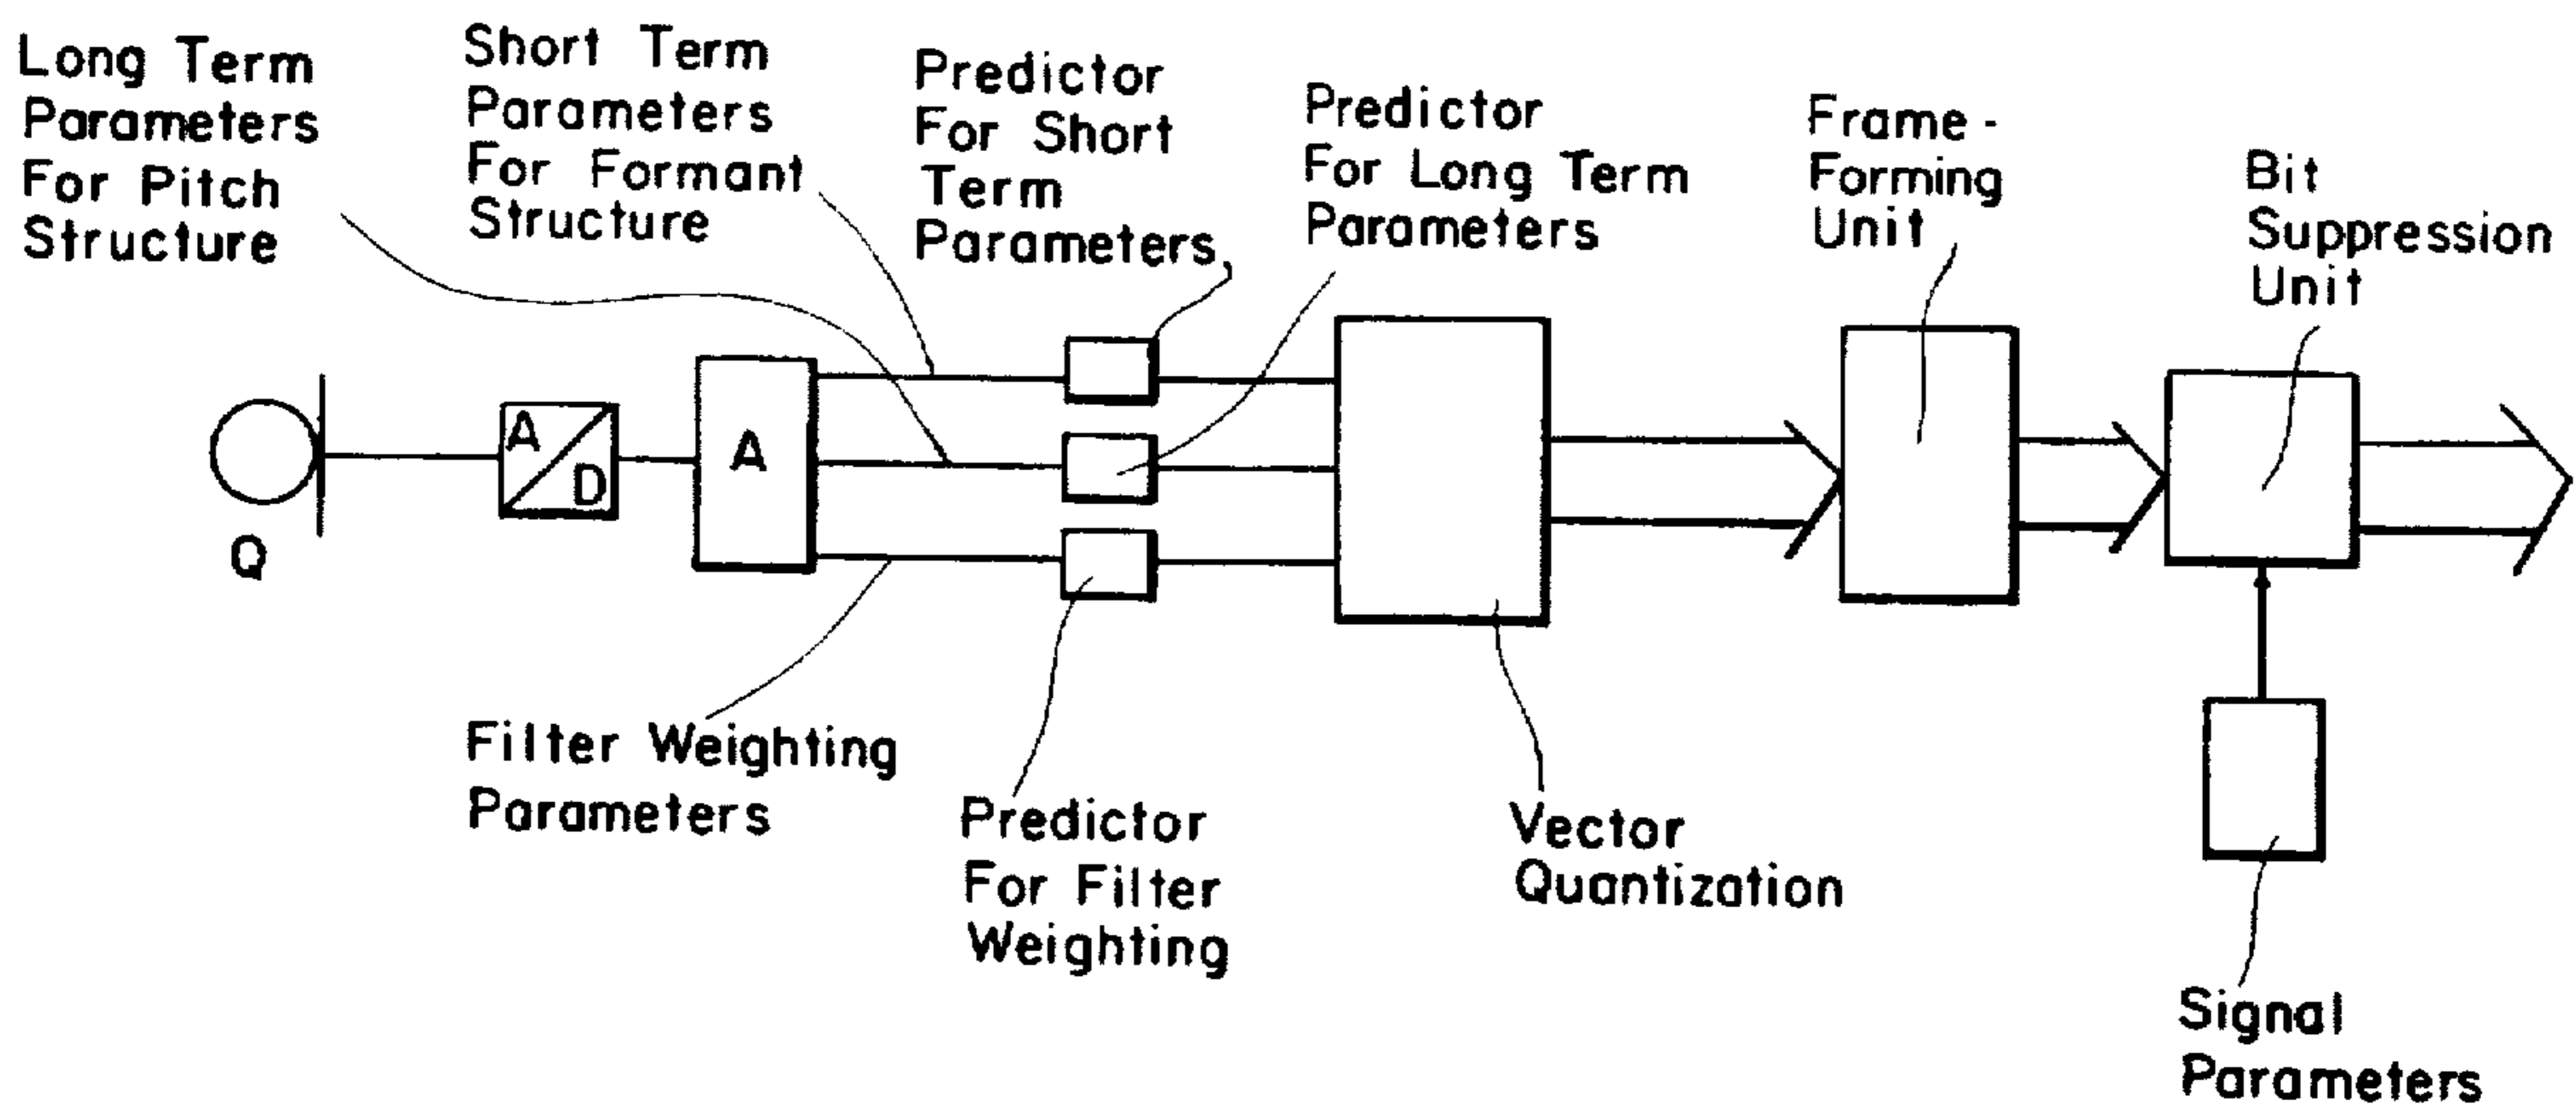 Long Term
Parameters
For Pitch
Structure
Short Term
Parameters
For Formant
Structure
Predictor
For Short
Term
Parameters
Predictor
For Long Term
Parameters
Frame-
Forming
Unit
Bit
Suppression
Unit
Q
A
D
A
Filter Weighting
Parameters
Predictor
For Filter
Weighting
Vector
Quantization
Signal
Parameters